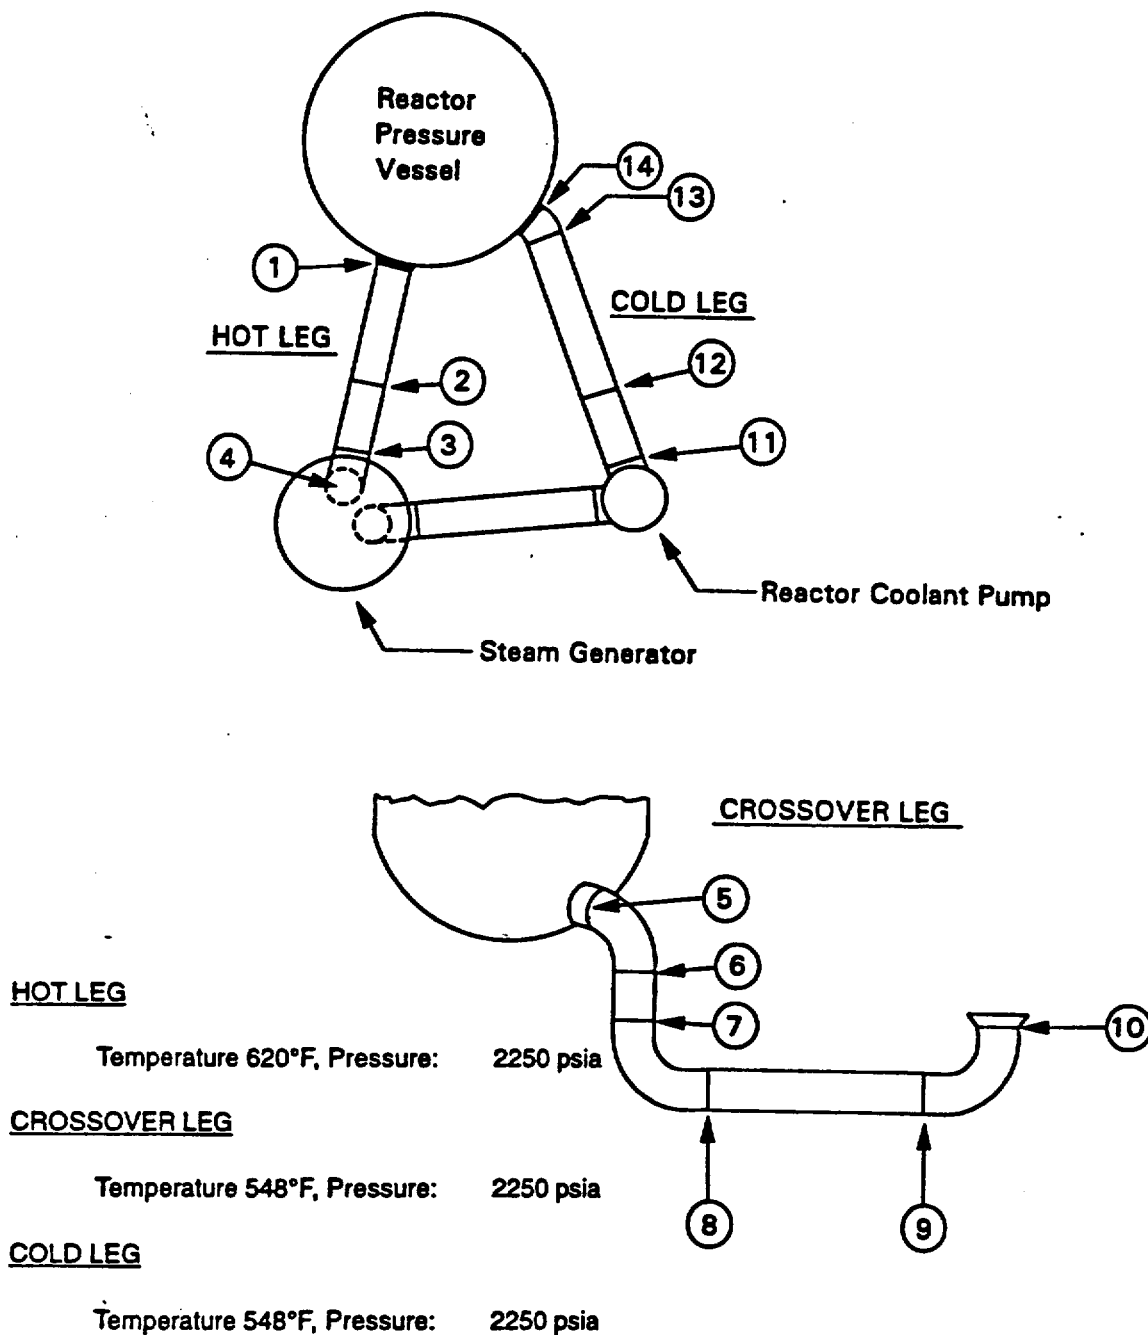 Reactor
Pressure
Vessel
14
13
1
COLD LEG
HOT LEG
12
2
11
3
4
Reactor Coolant Pump
Steam Generator
CROSSOVER LEG
5
6
HOT LEG
7
10
Temperature 620°F, Pressure: 2250 psia
CROSSOVER LEG
Temperature 548°F, Pressure: 2250 psia
8
9
COLD LEG
Temperature 548°F, Pressure: 2250 psia